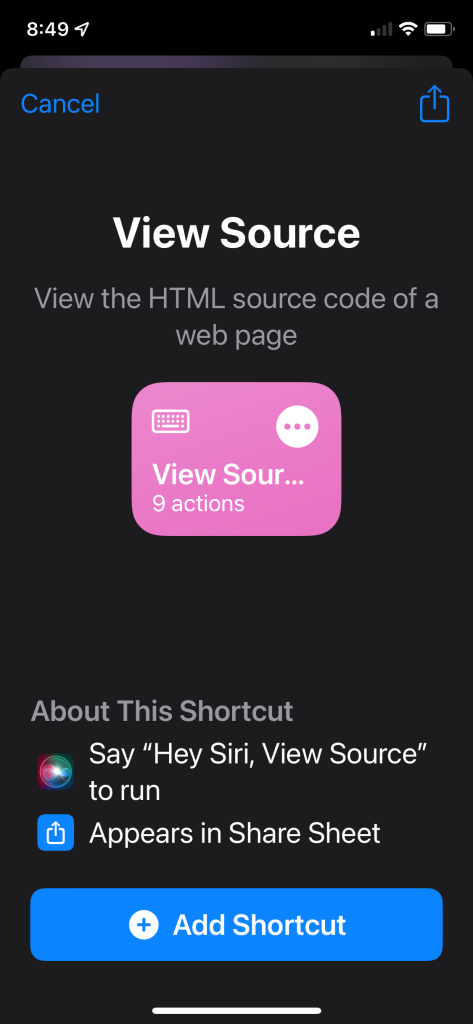 8:49
Cancel
View Source
View the HTML source code of a
web page
View Sour...
9 actions
About This Shortcut
Say “Hey Siri, View Source”
to run
Appears in Share Sheet
Add Shortcut